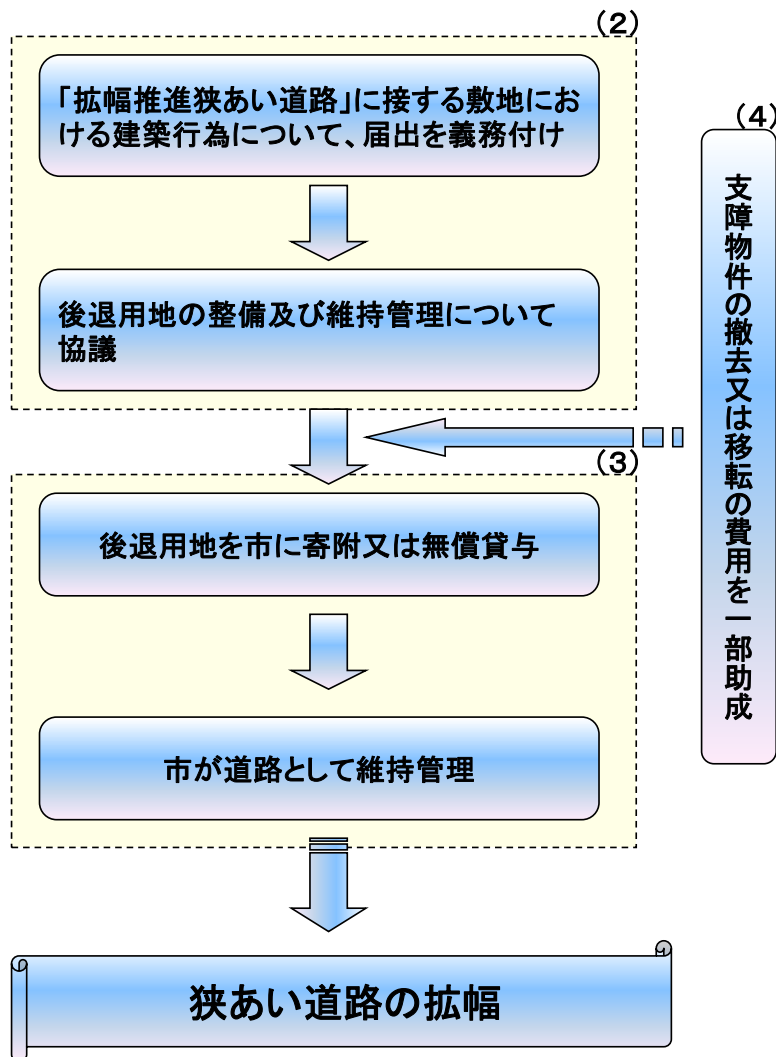 (2)
「拡幅推進狭あい道路」に接する敷地にお
ける建築行為について、届出を義務付け
後退用地の整備及び維持管理について
協議
(4)
支障物件の撤去又は移転の費用を一部助成
(3)
後退用地を市に寄附又は無償貸与
市が道路として維持管理
狭あい道路の拡幅